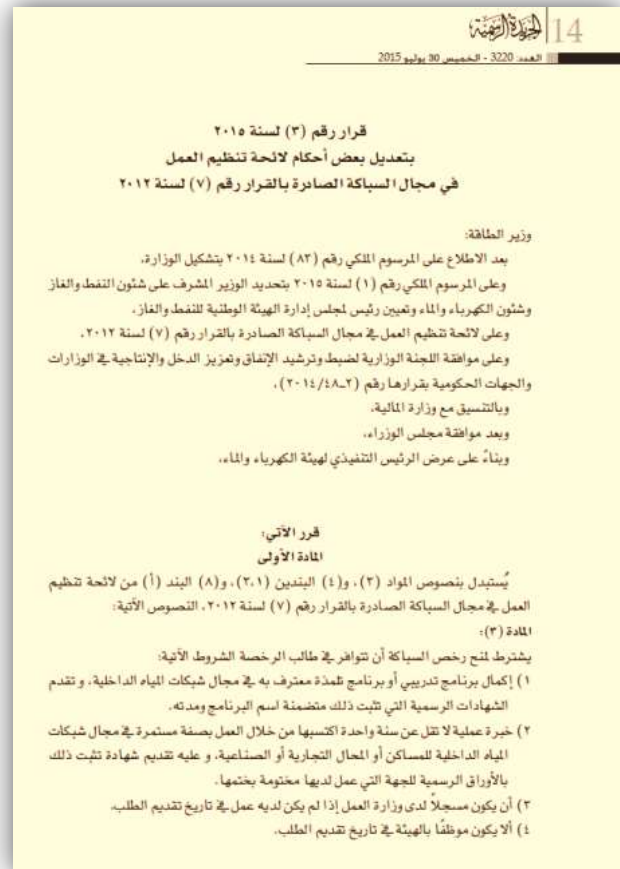 14 الجريدة الرسمية
العدد: 3220 - الخميس 30 يوليو 2015
قرار رقم (٣) لسنة ٢٠١٥
بتعديل بعض أحكام لائحة تنظيم العمل
في مجال السباكة الصادرة بالقرار رقم (٧) لسنة ٢٠١٢
وزير الطاقة:
بعد الاطلاع على المرسوم الملكي رقم (٨٣) لسنة ٢٠١٤ بتشكيل الوزارة،
وعلى المرسوم الملكي رقم (١) لسنة ٢٠١٥ بتحديد الوزير المشرف على شئون النفط والغاز
وشئون الكهرباء والماء وتعيين رئيس لمجلس إدارة الهيئة الوطنية للنفط والغاز،
وعلى لائحة تنظيم العمل في مجال السباكة الصادرة بالقرار رقم (٧) لسنة ٢٠١٢،
وعلى موافقة اللجنة الوزارية لضبط وترشيد الإنفاق وتعزيز الدخل والإنتاجية في الوزارات
والجهات الحكومية بقرارها رقم (٢-٢٠١٤/٤٨)،
وبالتنسيق مع وزارة المالية،
وبعد موافقة مجلس الوزراء،
وبناءً على عرض الرئيس التنفيذي لهيئة الكهرباء والماء،
قرر الآتي:
المادة الأولى
يُستبدل بنصوص المواد (٣)، و(٤) البندين (٢،١)، و(٨) البند (أ) من لائحة تنظيم
العمل في مجال السباكة الصادرة بالقرار رقم (٧) لسنة ٢٠١٢، النصوص الآتية:
المادة (٣):
يشترط لمنح رخص السباكة أن تتوافر في طالب الرخصة الشروط الآتية:
١) إكمال برنامج تدريبي أو برنامج تلمذة معترف به في مجال شبكات المياه الداخلية، و تقدم
الشهادات الرسمية التي تثبت ذلك متضمنة اسم البرنامج ومدته.
٢) خبرة عملية لا تقل عن سنة واحدة اكتسبها من خلال العمل بصفة مستمرة في مجال شبكات
المياه الداخلية للمساكن أو المحال التجارية أو الصناعية، و عليه تقديم شهادة تثبت ذلك
بالأوراق الرسمية للجهة التي عمل لديها مختومة بختمها.
٣) أن يكون مسجلاً لدى وزارة العمل إذا لم يكن لديه عمل في تاريخ تقديم الطلب.
٤) ألا يكون موظفًا بالهيئة في تاريخ تقديم الطلب.